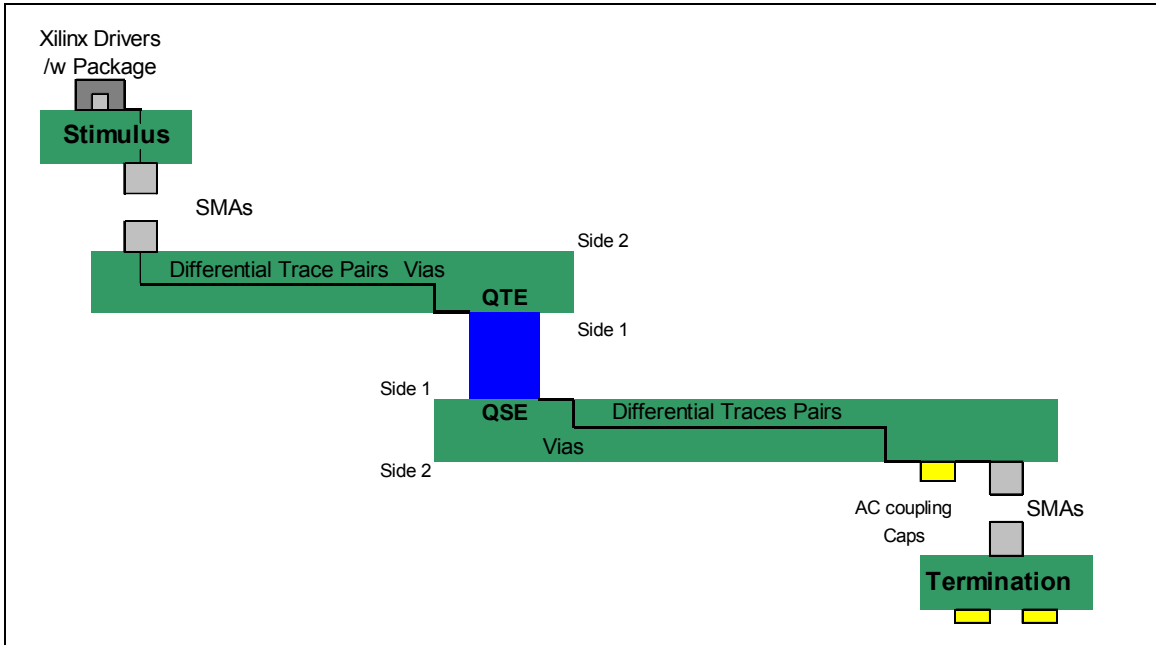 Xilinx Drivers
/w Package
Stimulus
SMAs
Side 2
Differential Trace Pairs Vias
QTE
Side 1
Side 1
QSE
Differential Traces Pairs
Vias
Side 2
AC coupling
Caps
SMAs
Termination